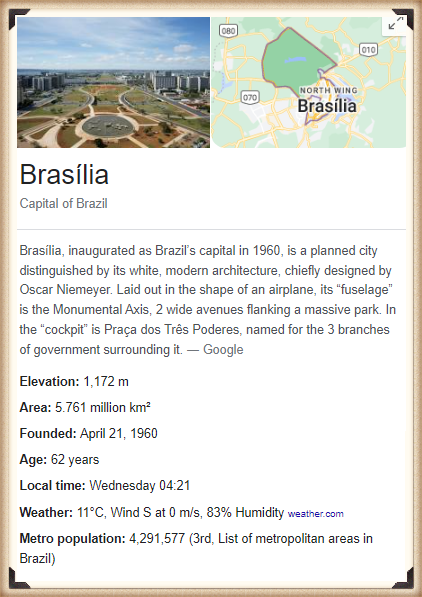 080
010
070
NORTH WING
Brasília
Brasília
Capital of Brazil
Brasília, inaugurated as Brazil's capital in 1960, is a planned city
distinguished by its white, modern architecture, chiefly designed by
Oscar Niemeyer. Laid out in the shape of an airplane, its “fuselage”
is the Monumental Axis, 2 wide avenues flanking a massive park. In
the “cockpit” is Praça dos Três Poderes, named for the 3 branches
of government surrounding it. — Google
Elevation: 1,172 m
Area: 5.761 million km²
Founded: April 21, 1960
Age: 62 years
Local time: Wednesday 04:21
Weather: 11°C, Wind S at 0 m/s, 83% Humidity weather.com
Metro population: 4,291,577 (3rd, List of metropolitan areas in
Brazil)